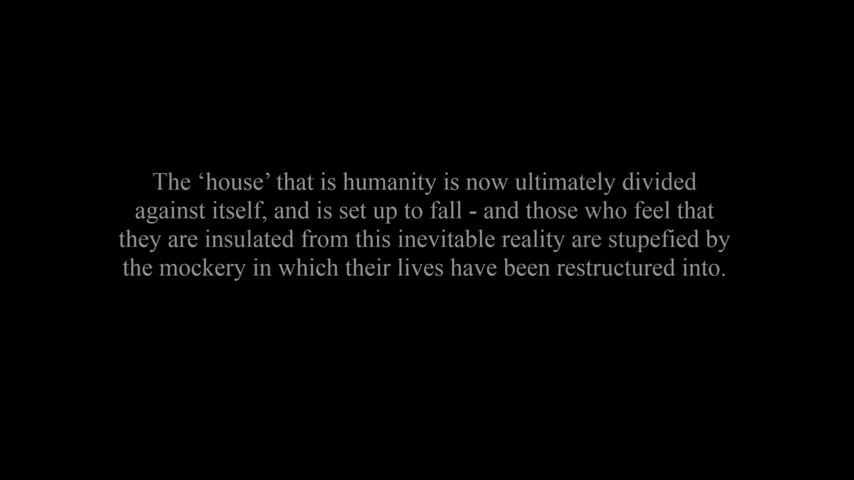 The ‘house’ that is humanity is now ultimately divided
against itself, and is set up to fall - and those who feel that
they are insulated from this inevitable reality are stupefied by
the mockery in which their lives have been restructured into.